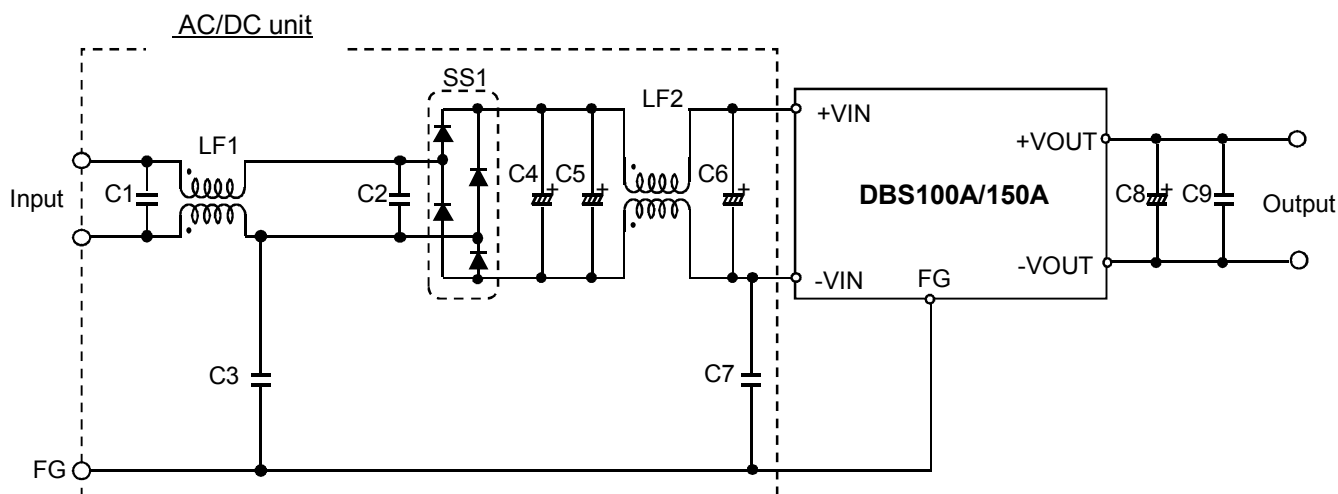 AC/DC unit
SS1
LF2
+VIN
LF1
+VOUT
Input
C1
C2
C4
+
C5
+
C6
+
DBS100A/150A
C8
+
C9
Output
-VIN
FG
-VOUT
C3
C7
FG